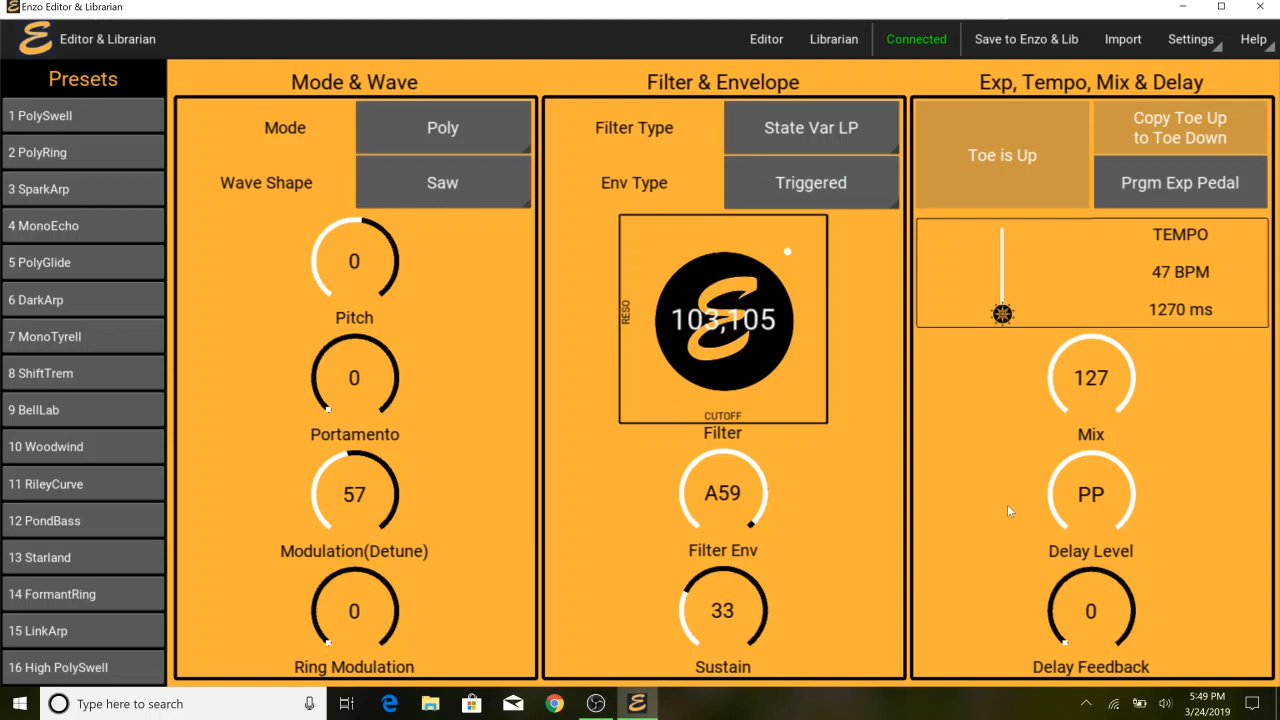 Enzo Editor & Librarian
Editor & Librarian
Editor
Librarian
Connected
Save to Enzo & Lib
Import
Settings
Help
Presets
1 PolySwell
2 PolyRing
3 SparkArp
4 MonoEcho
5 PolyGlide
6 DarkArp
7 MonoTyrell
8 ShiftTrem
9 BellLab
10 Woodwind
11 RileyCurve
12 PondBass
13 Starland
14 FormantRing
15 LinkArp
16 High PolySwell
Mode & Wave
Mode
Poly
Wave Shape
Saw
0
Pitch
0
Portamento
57
Modulation(Detune)
0
Ring Modulation
Filter & Envelope
Filter Type
State Var LP
Env Type
Triggered
RESO
103,105
CUTOFF
Filter
A59
Filter Env
33
Sustain
Exp, Tempo, Mix & Delay
Toe is Up
Copy Toe Up
to Toe Down
Prgm Exp Pedal
TEMPO
47 BPM
1270 ms
127
Mix
PP
Delay Level
0
Delay Feedback
Type here to search
5:49 PM
3/24/2019